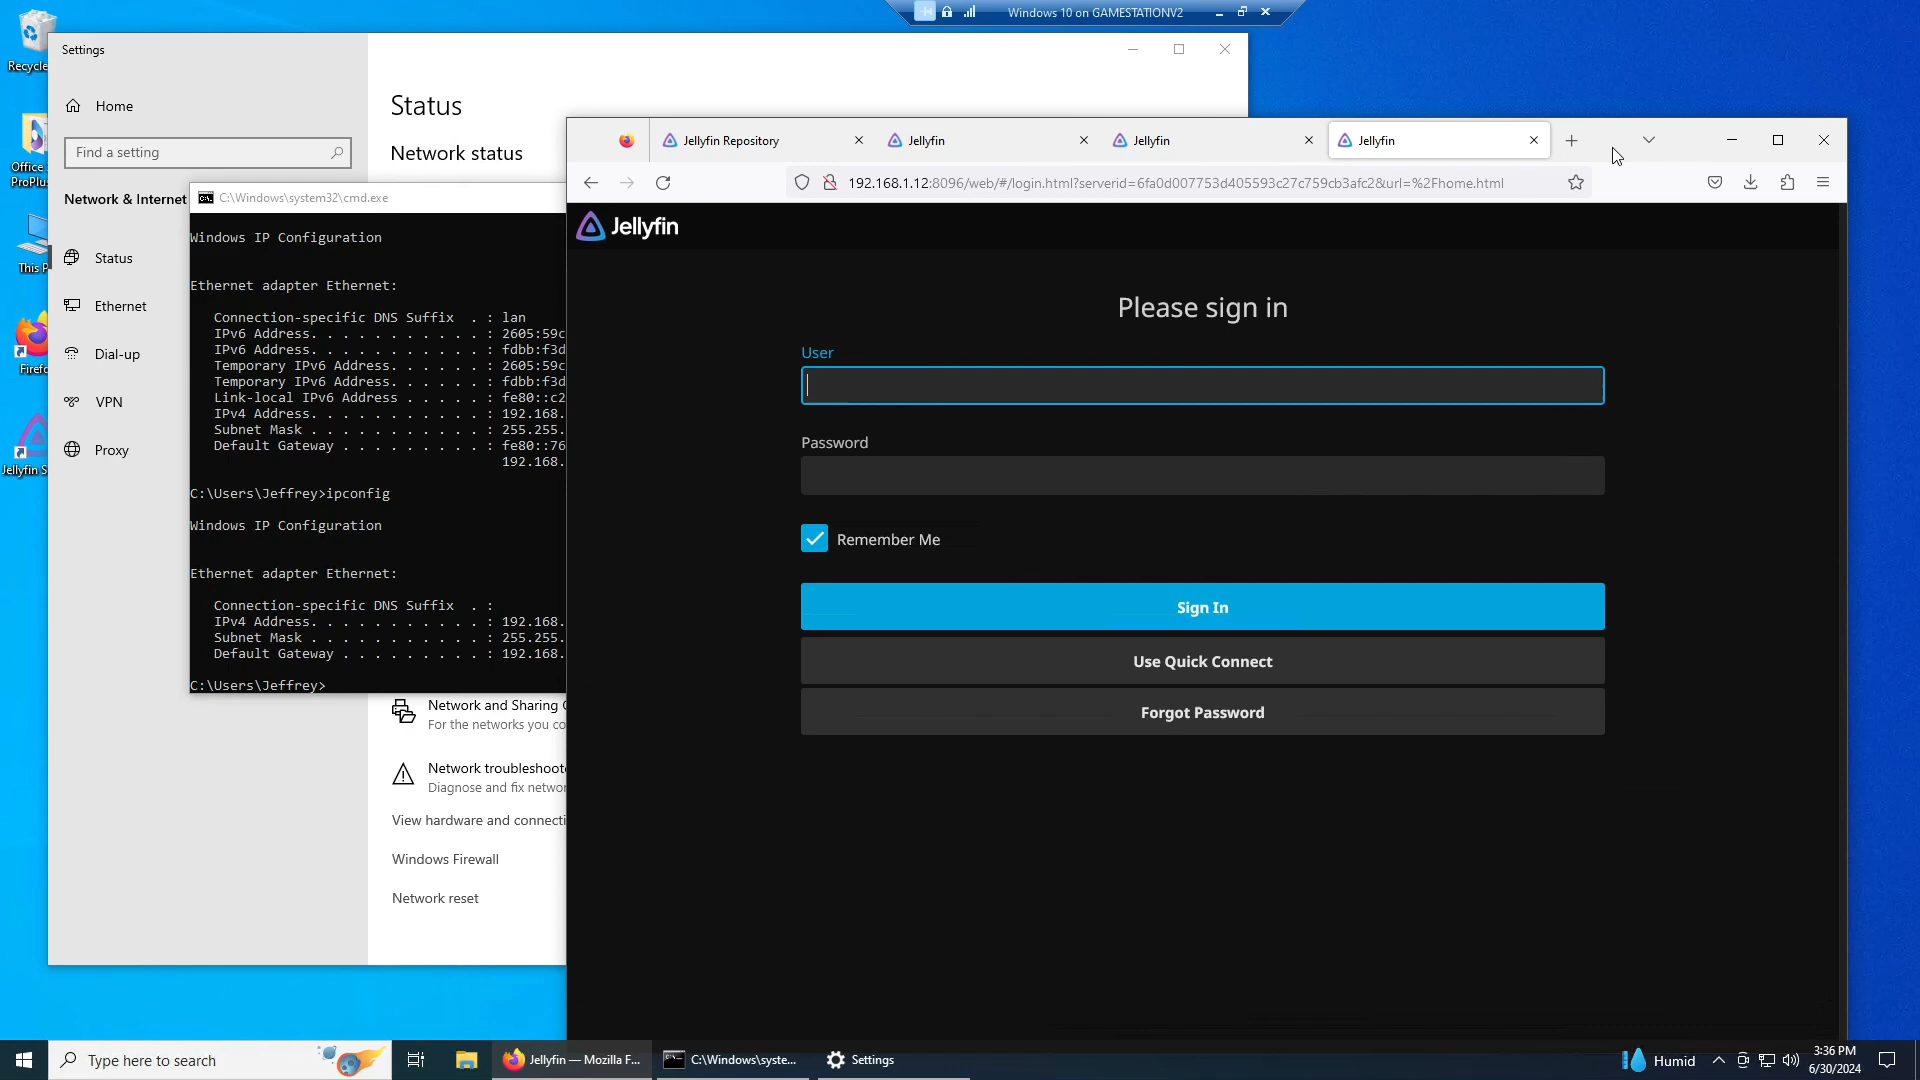 Windows 10 on GAMESTATIONV2
Recycle
Office
ProPlus
This P
Firefo
Jellyfin S
Settings
Home
Find a setting
Network & Internet
Status
Ethernet
Dial-up
VPN
Proxy
Status
Network status
Network and Sharing C
For the networks you co
Network troubleshoot
Diagnose and fix networ
View hardware and connecti
Windows Firewall
Network reset
C:\Windows\system32\cmd.exe
Windows IP Configuration
Ethernet adapter Ethernet:
Connection-specific DNS Suffix . : lan
IPv6 Address. . . . . . . . . . . : 2605:59c
IPv6 Address. . . . . . . . . . . : fdbb:f3d
Temporary IPv6 Address. . . . . . : 2605:59c
Temporary IPv6 Address. . . . . . : fdbb:f3d
Link-local IPv6 Address . . . . . : fe80::c2
IPv4 Address. . . . . . . . . . . : 192.168.
Subnet Mask . . . . . . . . . . . : 255.255.
Default Gateway . . . . . . . . . : fe80::76
192.168.
C:\Users\Jeffrey>ipconfig
Windows IP Configuration
Ethernet adapter Ethernet:
Connection-specific DNS Suffix . :
IPv4 Address. . . . . . . . . . . : 192.168.
Subnet Mask . . . . . . . . . . . : 255.255.
Default Gateway . . . . . . . . . : 192.168.
C:\Users\Jeffrey>
Jellyfin Repository
Jellyfin
Jellyfin
Jellyfin
192.168.1.12:8096/web/#/login.html?serverid=6fa0d007753d405593c27c759cb3afc2&url=%2Fhome.html
Jellyfin
Please sign in
User
Password
Remember Me
Sign In
Use Quick Connect
Forgot Password
Type here to search
Jellyfin — Mozilla F...
C:\Windows\syste...
Settings
Humid
3:36 PM
6/30/2024